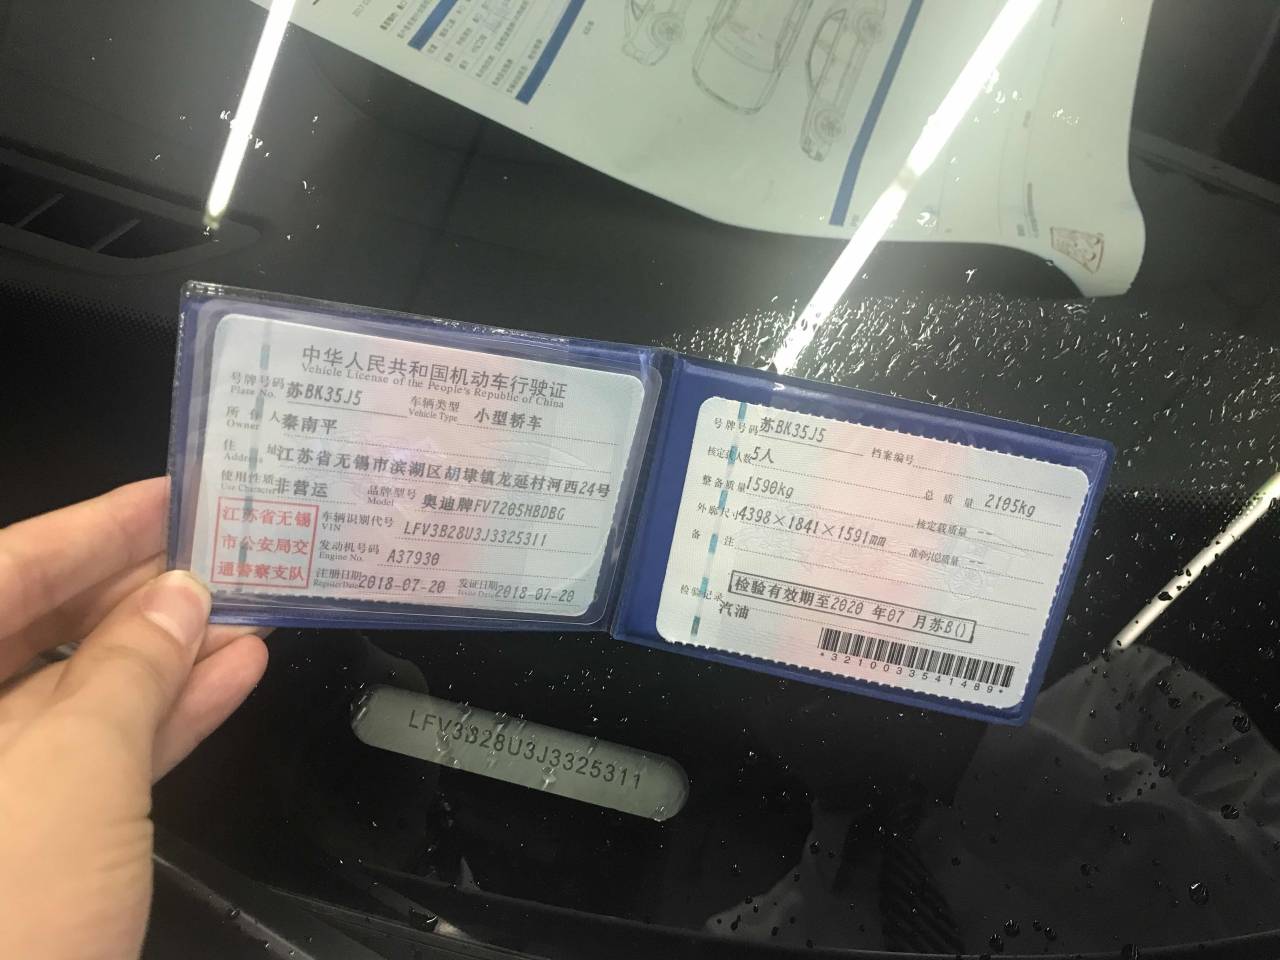 中华人民共和国机动车行驶证
Vehicle License of the People's Republic of China
号牌号码 苏BK35J5 车辆类型 小型轿车
Plate No. Vehicle Type
所有人 秦南平
Owner
住址 江苏省无锡市滨湖区胡埭镇龙延村河西24号
Address
使用性质 非营运 品牌型号 奥迪牌FV7205HBDBG
Use Character Model
江苏省无锡
市公安局交
通警察支队
车辆识别代号 LFV3B28U3J3325311
VIN
发动机号码 A37930
Engine No.
注册日期 2018-07-20 发证日期 2018-07-20
Register Date Issue Date
号牌号码 苏BK35J5 档案编号
核定载人数 5人 总质量 2105kg
整备质量 1590kg 核定载质量 --
外廓尺寸 4398×1841×1591mm 准牵引总质量 --
备注
检验记录 检验有效期至2020 年07 月苏B()
汽油
*3210033541489*
LFV3B28U3J3325311